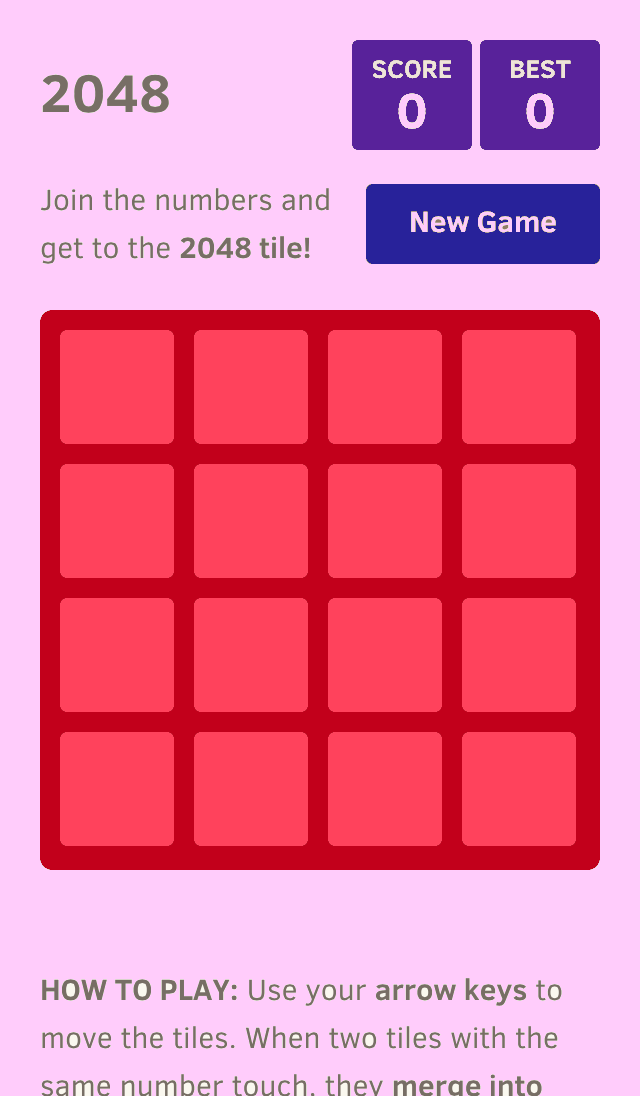 2048
SCORE
0
BEST
0
Join the numbers and
get to the 2048 tile!
New Game
HOW TO PLAY: Use your arrow keys to
move the tiles. When two tiles with the
same number touch, they merge into